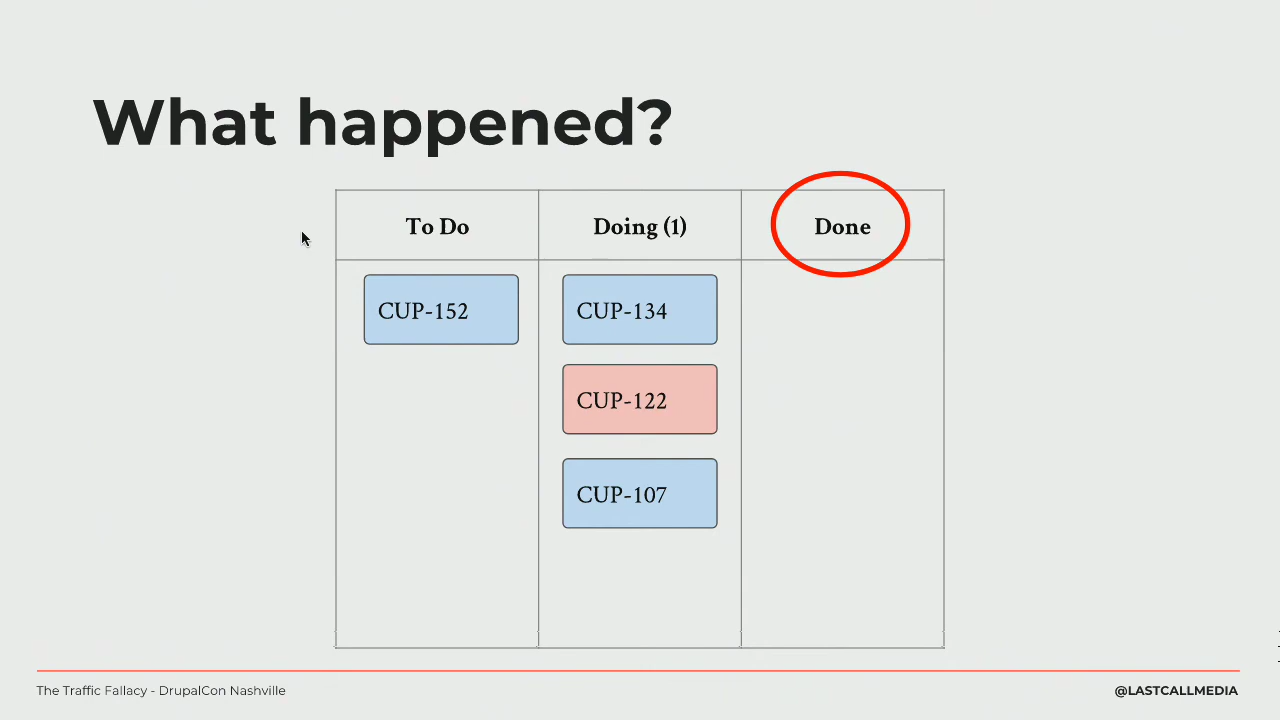 What happened?
To Do
Doing (1)
Done
CUP-152
CUP-134
CUP-122
CUP-107
The Traffic Fallacy - DrupalCon Nashville
@LASTCALLMEDIA